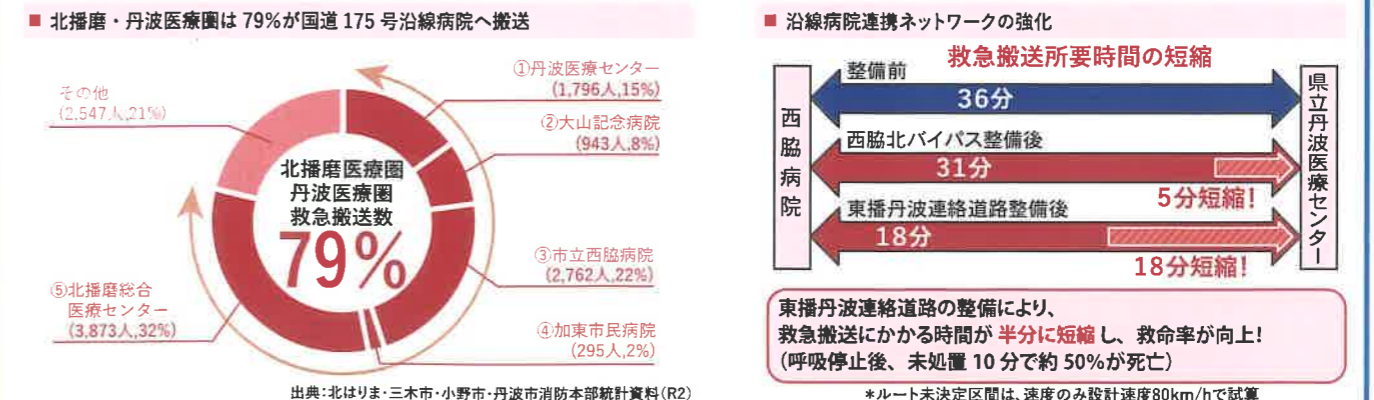 ■ 北播磨・丹波医療圏は79%が国道175号沿線病院へ搬送
①丹波医療センター
(1,796人,15%)
②大山記念病院
(943人,8%)
③市立西脇病院
(2,762人,22%)
④加東市民病院
(295人,2%)
⑤北播磨総合
医療センター
(3,873人,32%)
その他
(2,547人,21%)
北播磨医療圏
丹波医療圏
救急搬送数
79%
出典:北はりま・三木市・小野市・丹波市消防本部統計資料(R2)
■ 沿線病院連携ネットワークの強化
救急搬送所要時間の短縮
西脇病院
県立丹波医療センター
整備前
36分
西脇北バイパス整備後
31分
5分短縮!
東播丹波連絡道路整備後
18分
18分短縮!
東播丹波連絡道路の整備により、
救急搬送にかかる時間が半分に短縮し、救命率が向上!
(呼吸停止後、未処置10分で約50%が死亡)
*ルート未決定区間は、速度のみ設計速度80km/hで試算